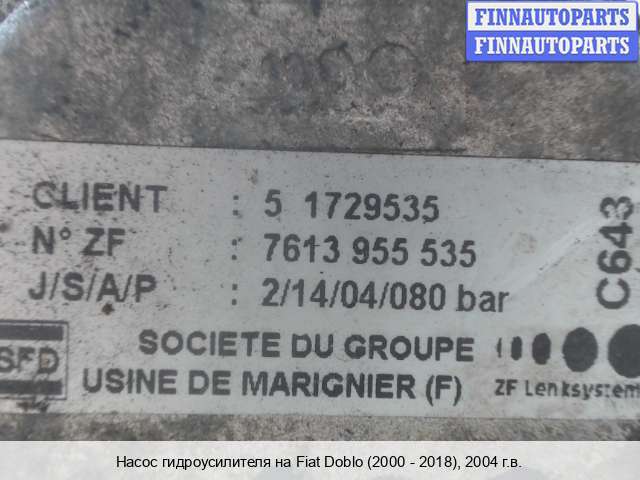 FINNAUTOPARTS
FINNAUTOPARTS
CLIENT : 5 1729535
N° ZF : 7613 955 535
J/S/A/P : 2/14/04/080 bar
C643
SFD
SOCIETE DU GROUPE
USINE DE MARIGNIER (F)
ZF Lenksystem
Насос гидроусилителя на Fiat Doblo (2000 - 2018), 2004 г.в.